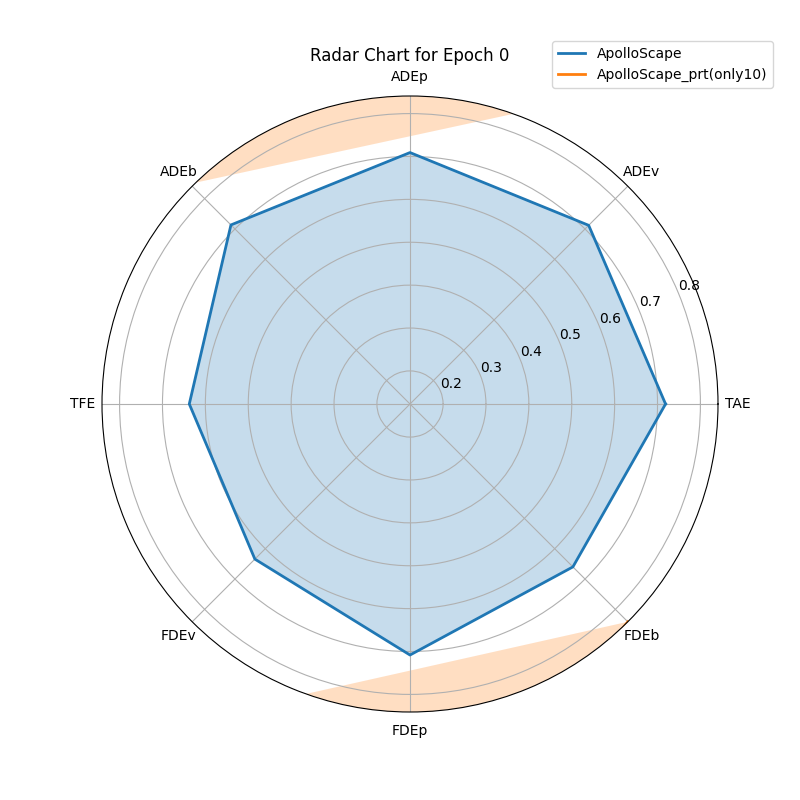 Radar Chart for Epoch 0
ApolloScape
ApolloScape_prt(only10)
ADEp
ADEb
ADEv
0.8
0.7
0.6
0.5
0.4
0.3
0.2
TFE
TAE
FDEv
FDEb
FDEp